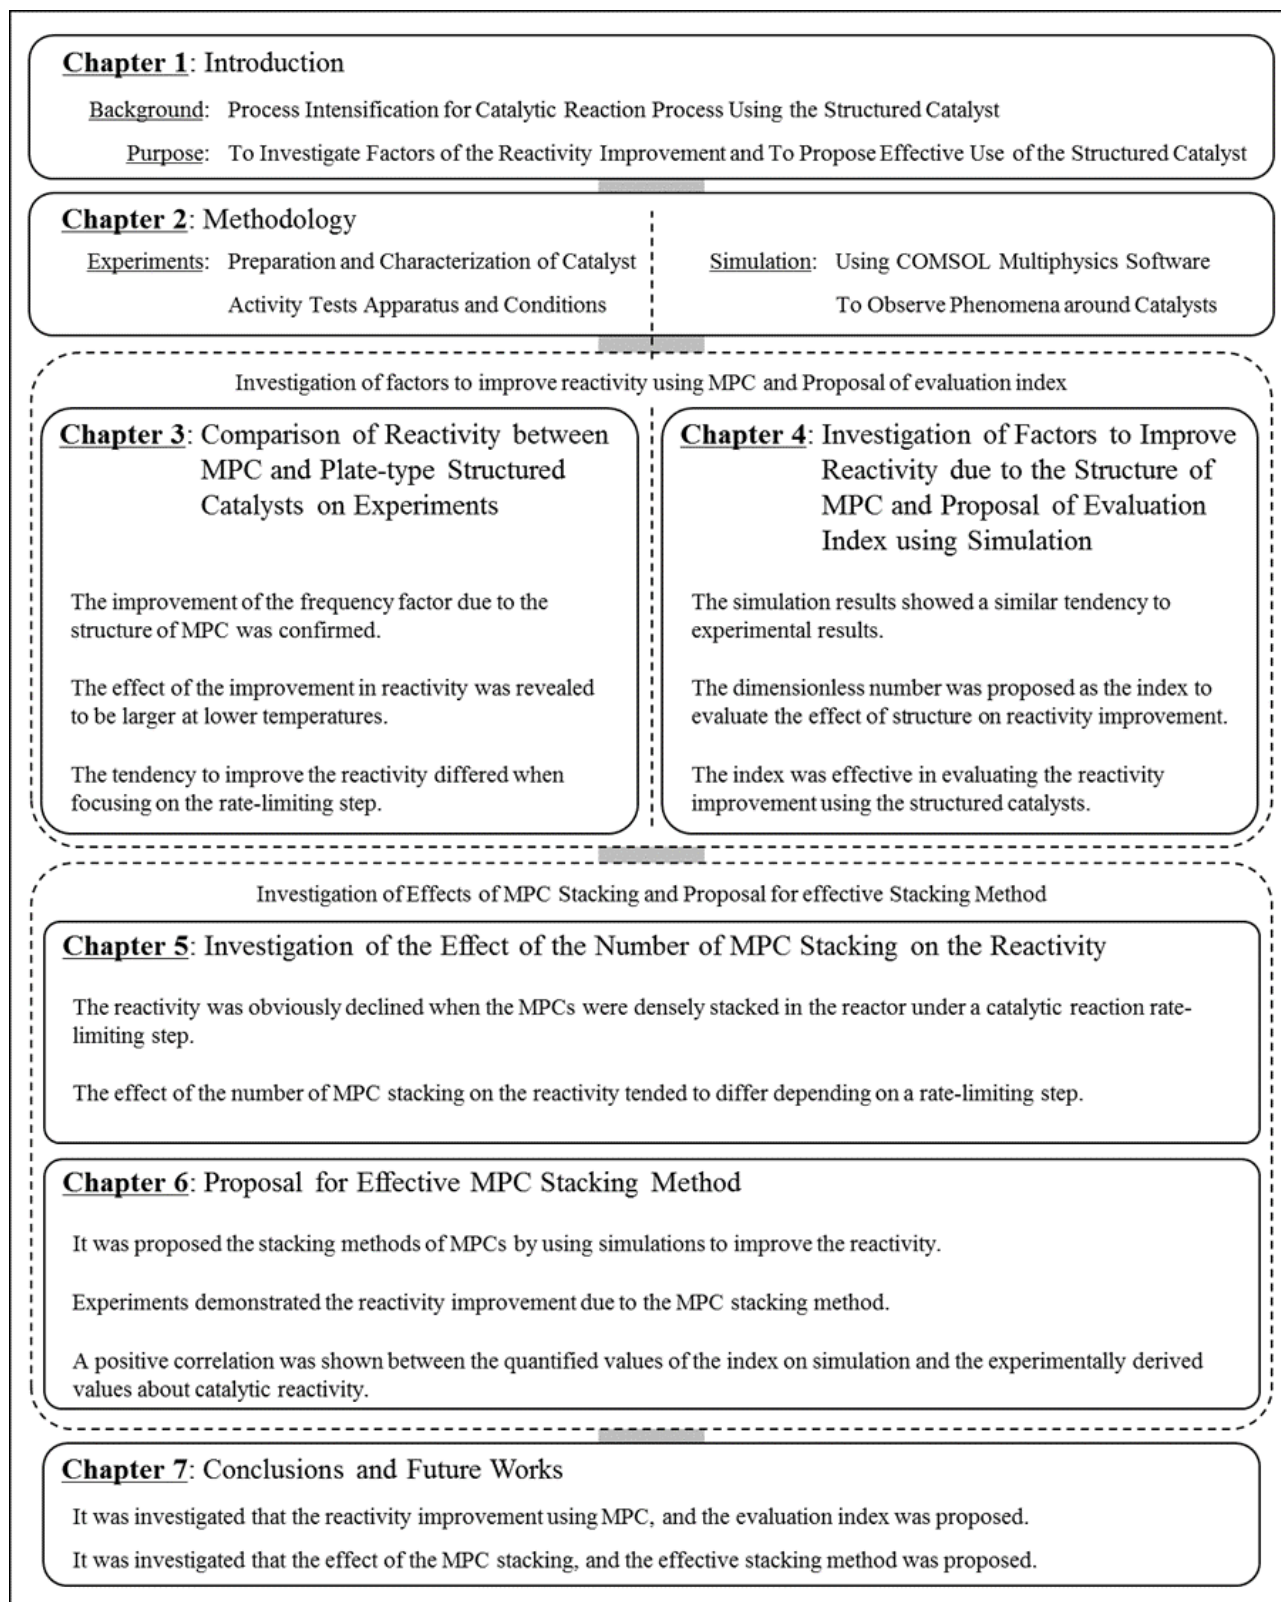 Chapter 1: Introduction
Background: Process Intensification for Catalytic Reaction Process Using the Structured Catalyst
Purpose: To Investigate Factors of the Reactivity Improvement and To Propose Effective Use of the Structured Catalyst
Chapter 2: Methodology
Experiments: Preparation and Characterization of Catalyst
Activity Tests Apparatus and Conditions
Simulation: Using COMSOL Multiphysics Software
To Observe Phenomena around Catalysts
Investigation of factors to improve reactivity using MPC and Proposal of evaluation index
Chapter 3: Comparison of Reactivity between
MPC and Plate-type Structured
Catalysts on Experiments
The improvement of the frequency factor due to the
structure of MPC was confirmed.
The effect of the improvement in reactivity was revealed
to be larger at lower temperatures.
The tendency to improve the reactivity differed when
focusing on the rate-limiting step.
Chapter 4: Investigation of Factors to Improve
Reactivity due to the Structure of
MPC and Proposal of Evaluation
Index using Simulation
The simulation results showed a similar tendency to
experimental results.
The dimensionless number was proposed as the index to
evaluate the effect of structure on reactivity improvement.
The index was effective in evaluating the reactivity
improvement using the structured catalysts.
Investigation of Effects of MPC Stacking and Proposal for effective Stacking Method
Chapter 5: Investigation of the Effect of the Number of MPC Stacking on the Reactivity
The reactivity was obviously declined when the MPCs were densely stacked in the reactor under a catalytic reaction rate-
limiting step.
The effect of the number of MPC stacking on the reactivity tended to differ depending on a rate-limiting step.
Chapter 6: Proposal for Effective MPC Stacking Method
It was proposed the stacking methods of MPCs by using simulations to improve the reactivity.
Experiments demonstrated the reactivity improvement due to the MPC stacking method.
A positive correlation was shown between the quantified values of the index on simulation and the experimentally derived
values about catalytic reactivity.
Chapter 7: Conclusions and Future Works
It was investigated that the reactivity improvement using MPC, and the evaluation index was proposed.
It was investigated that the effect of the MPC stacking, and the effective stacking method was proposed.